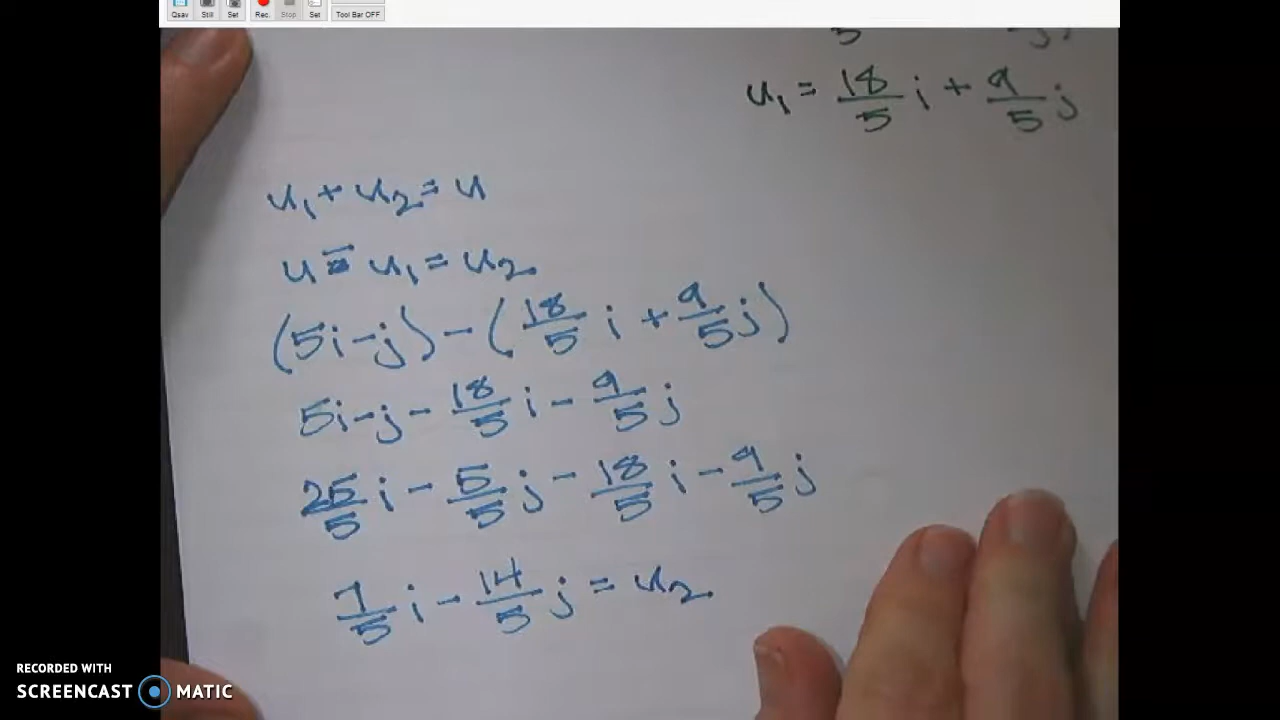 Qsav Still Set Rec. Stop Set Tool Bar OFF
u₁ = 18/5 i + 9/5 j
u₁ + u₂ = u
u - u₁ = u₂
(5i - j) - (18/5 i + 9/5 j)
5i - j - 18/5 i - 9/5 j
25/5 i - 5/5 j - 18/5 i - 9/5 j
7/5 i - 14/5 j = u₂
RECORDED WITH
SCREENCAST MATIC